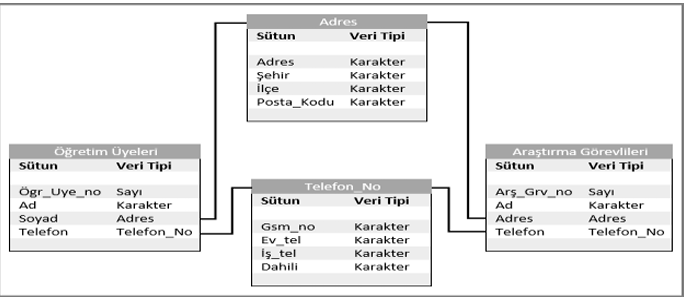 Adres
Sütun Veri Tipi
Adres Karakter
Şehir Karakter
İlçe Karakter
Posta_Kodu Karakter
Öğretim Üyeleri
Sütun Veri Tipi
Ögr_Uye_no Sayı
Ad Karakter
Soyad Adres
Telefon Telefon_No
Telefon_No
Sütun Veri Tipi
Gsm_no Karakter
Ev_tel Karakter
İş_tel Karakter
Dahili Karakter
Araştırma Görevlileri
Sütun Veri Tipi
Arş_Grv_no Sayı
Ad Karakter
Adres Adres
Telefon Telefon_No